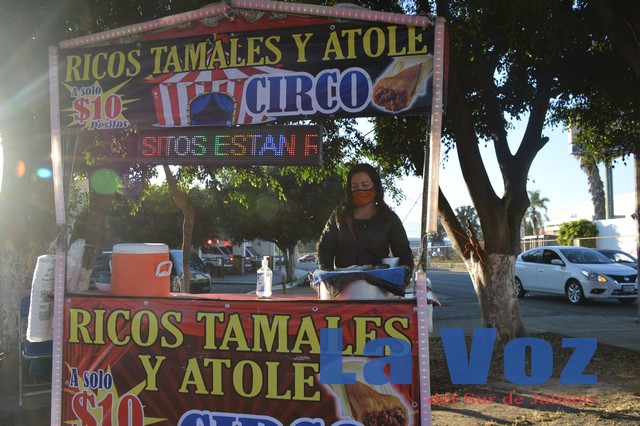 RICOS TAMALES Y ATOLE
A solo
$10
Pesitos
CIRCO
SITOS ESTAN R
RICOS TAMALES
Y ATOLE
A solo
$10
CIRCO
La Voz
del Sur de Jalisco